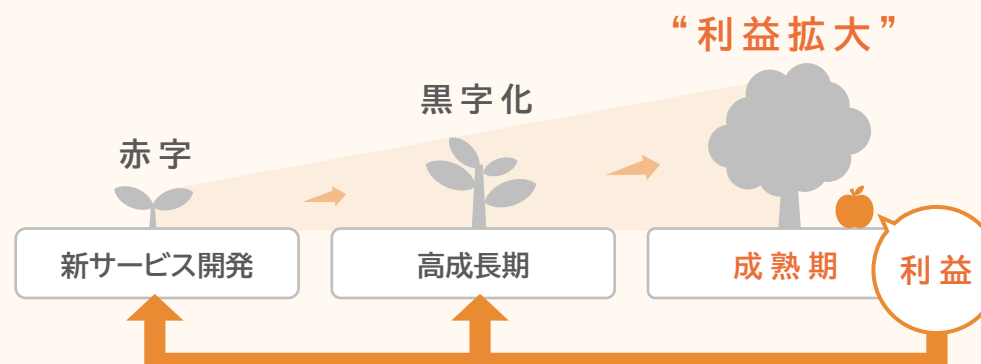 “利益拡大”
黒字化
赤字
新サービス開発
高成長期
成熟期
利益